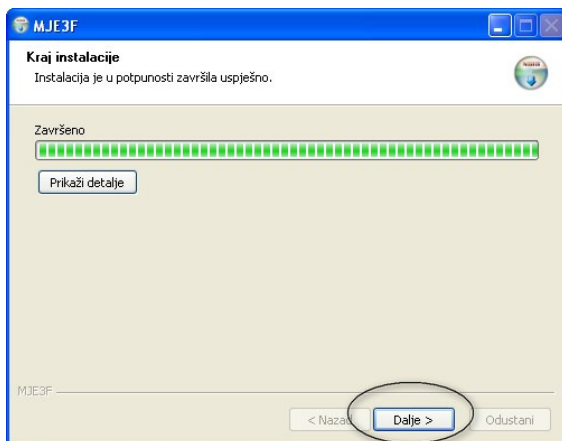 MJE3F
Kraj instalacije
Instalacija je u potpunosti završila uspješno.
Završeno
Prikaži detalje
MJE3F
< Nazad
Dalje >
Odustani